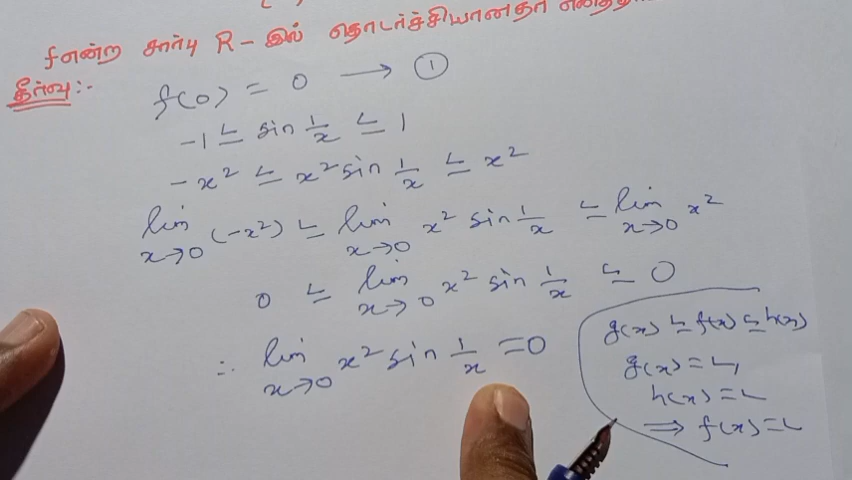 f என்ற சார்பு R-இல் தொடர்ச்சியானதா
தீர்வு:-
f(0) = 0 → ①
-1 ≤ sin 1/x ≤ 1
-x² ≤ x² sin 1/x ≤ x²
lim x→0 (-x²) ≤ lim x→0 x² sin 1/x ≤ lim x→0 x²
0 ≤ lim x→0 x² sin 1/x ≤ 0
∴ lim x→0 x² sin 1/x = 0
g(x) ≤ f(x) ≤ h(x)
g(x) = L,
h(x) = L
⟹ f(x) = L